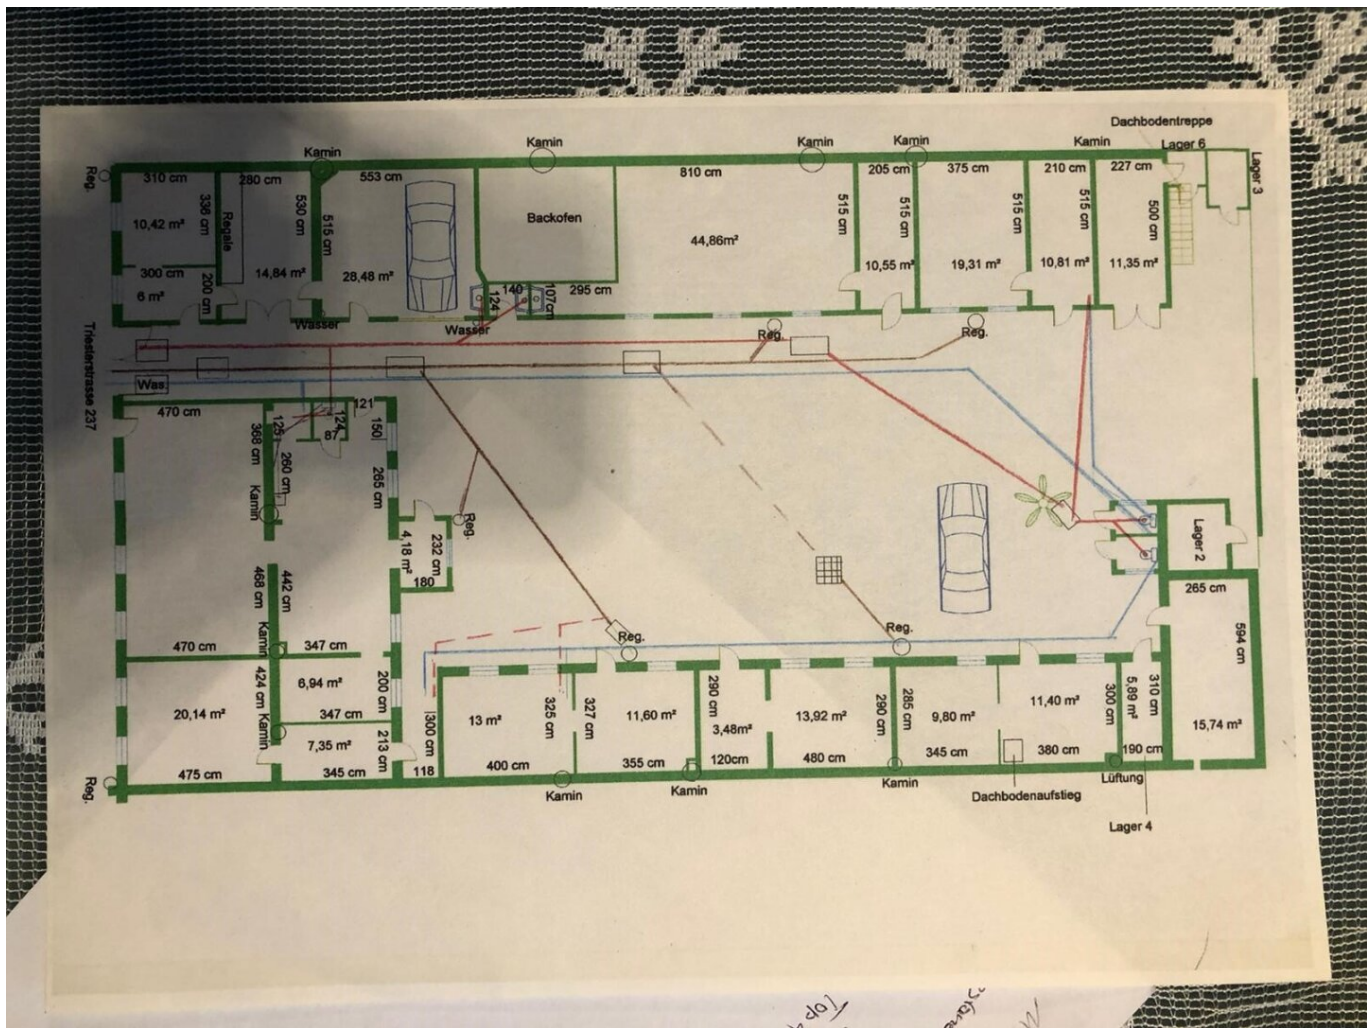 Dachbodentreppe
Kamin
Kamin
Kamin
Kamin
Kamin
Lager 6
Lager 3
Reg.
310 cm
280 cm
553 cm
810 cm
205 cm
375 cm
210 cm
227 cm
336 cm
Regale
530 cm
515 cm
Backofen
515 cm
515 cm
515 cm
515 cm
500 cm
10,42 m²
44,86m²
300 cm
6 m²
200 cm
14,84 m²
28,48 m²
10,55 m²
19,31 m²
10,81 m²
11,35 m²
140
124
107cm
295 cm
Wasser
Wasser
Reg.
Reg.
Triesterstrasse 237
Was.
470 cm
121
125
124
87
150
368 cm
260 cm
265 cm
Kamin
Reg.
4,18 m²
232 cm
180
Lager 2
265 cm
594 cm
468 cm
442 cm
Kamin
470 cm
347 cm
Reg.
Reg.
424 cm
6,94 m²
200 cm
20,14 m²
347 cm
Kamin
7,35 m²
213 cm
475 cm
345 cm
300 cm
118
13 m²
325 cm
327 cm
400 cm
11,60 m²
355 cm
290 cm
3,48m²
120cm
13,92 m²
480 cm
290 cm
285 cm
9,80 m²
345 cm
11,40 m²
380 cm
300 cm
5,89 m²
310 cm
190 cm
15,74 m²
Reg.
Kamin
Kamin
Kamin
Dachbodenaufstieg
Lüftung
Lager 4
Top